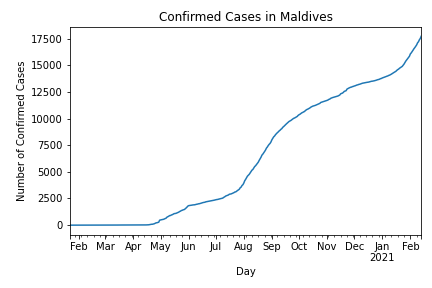 Confirmed Cases in Maldives
Number of Confirmed Cases
17500
15000
12500
10000
7500
5000
2500
0
Feb Mar Apr May Jun Jul Aug Sep Oct Nov Dec Jan Feb
2021
Day